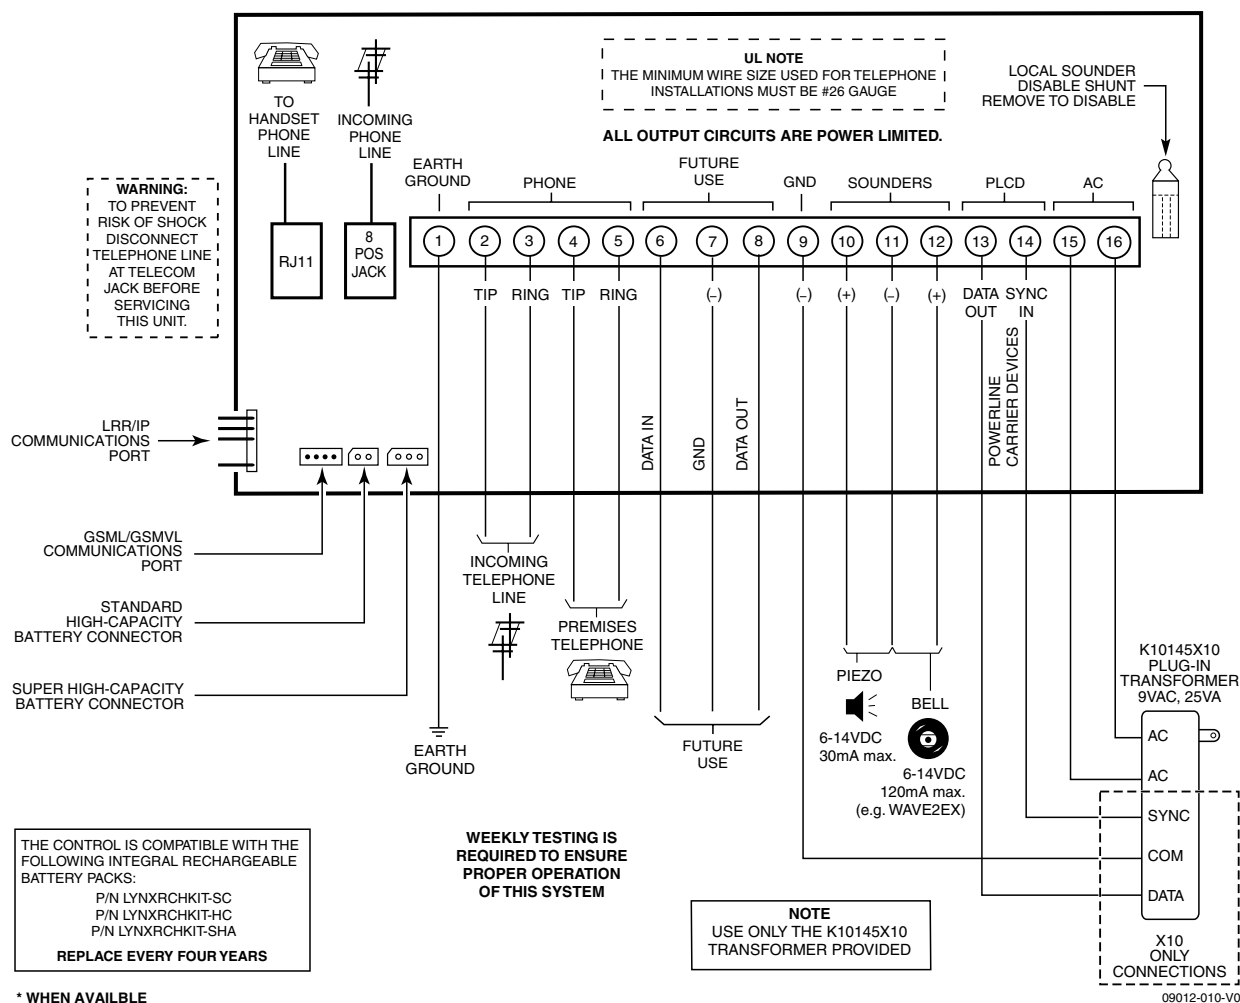 TO
HANDSET
PHONE
LINE
INCOMING
PHONE
LINE
UL NOTE
THE MINIMUM WIRE SIZE USED FOR TELEPHONE
INSTALLATIONS MUST BE #26 GAUGE
ALL OUTPUT CIRCUITS ARE POWER LIMITED.
LOCAL SOUNDER
DISABLE SHUNT
REMOVE TO DISABLE
WARNING:
TO PREVENT
RISK OF SHOCK
DISCONNECT
TELEPHONE LINE
AT TELECOM
JACK BEFORE
SERVICING
THIS UNIT.
RJ11
8
POS
JACK
EARTH
GROUND
PHONE
FUTURE
USE
GND
SOUNDERS
PLCD
AC
1 2 3 4 5 6 7 8 9 10 11 12 13 14 15 16
TIP RING TIP RING (–) (–) (+) (–) (+)
DATA
OUT
SYNC
IN
DATA IN
GND
DATA OUT
POWERLINE
CARRIER DEVICES
LRR/IP
COMMUNICATIONS
PORT
GSML/GSMVL
COMMUNICATIONS
PORT
STANDARD
HIGH-CAPACITY
BATTERY CONNECTOR
SUPER HIGH-CAPACITY
BATTERY CONNECTOR
EARTH
GROUND
INCOMING
TELEPHONE
LINE
PREMISES
TELEPHONE
FUTURE
USE
PIEZO
6-14VDC
30mA max.
BELL
6-14VDC
120mA max.
(e.g. WAVE2EX)
K10145X10
PLUG-IN
TRANSFORMER
9VAC, 25VA
AC
AC
SYNC
COM
DATA
X10
ONLY
CONNECTIONS
THE CONTROL IS COMPATIBLE WITH THE
FOLLOWING INTEGRAL RECHARGEABLE
BATTERY PACKS:
P/N LYNXRCHKIT-SC
P/N LYNXRCHKIT-HC
P/N LYNXRCHKIT-SHA
REPLACE EVERY FOUR YEARS
WEEKLY TESTING IS
REQUIRED TO ENSURE
PROPER OPERATION
OF THIS SYSTEM
NOTE
USE ONLY THE K10145X10
TRANSFORMER PROVIDED
* WHEN AVAILBLE
09012-010-V0